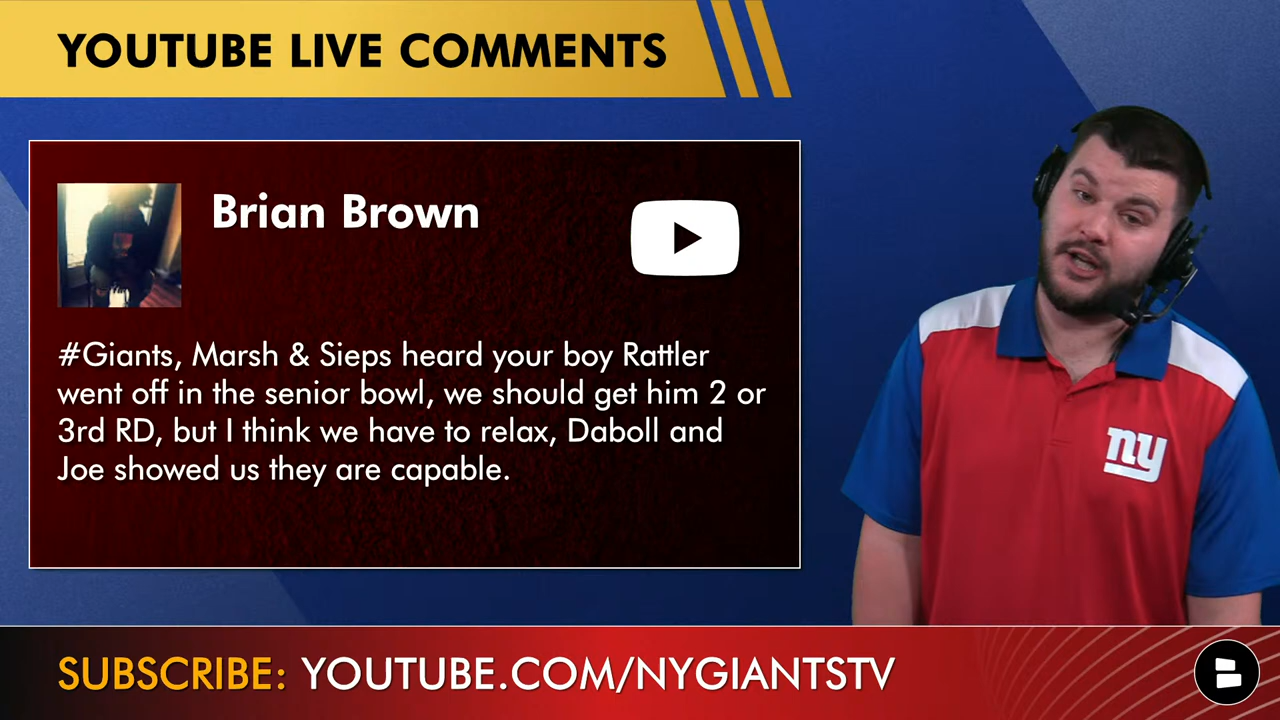 YOUTUBE LIVE COMMENTS
Brian Brown
#Giants, Marsh & Sieps heard your boy Rattler
went off in the senior bowl, we should get him 2 or
3rd RD, but I think we have to relax, Daboll and
Joe showed us they are capable.
ny
SUBSCRIBE: YOUTUBE.COM/NYGIANTSTV